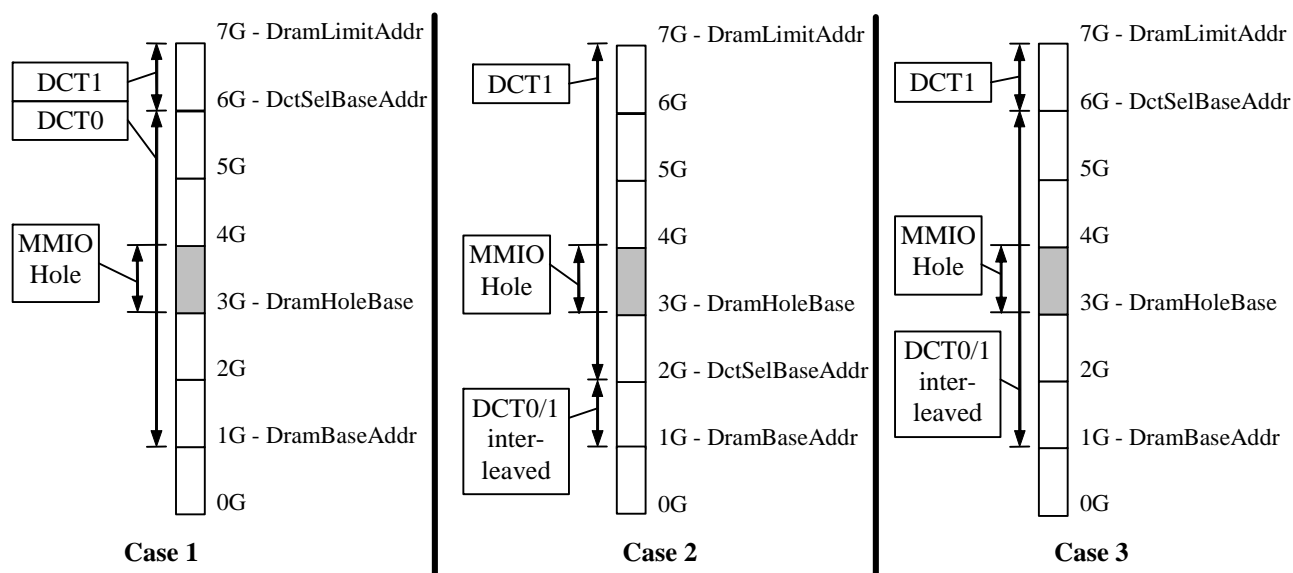 7G - DramLimitAddr
DCT1
6G - DctSelBaseAddr
DCT0
5G
4G
MMIO
Hole
3G - DramHoleBase
2G
1G - DramBaseAddr
0G
Case 1
7G - DramLimitAddr
DCT1
6G
5G
4G
MMIO
Hole
3G - DramHoleBase
2G - DctSelBaseAddr
DCT0/1
inter-
leaved
1G - DramBaseAddr
0G
Case 2
7G - DramLimitAddr
DCT1
6G - DctSelBaseAddr
5G
4G
MMIO
Hole
3G - DramHoleBase
2G
DCT0/1
inter-
leaved
1G - DramBaseAddr
0G
Case 3